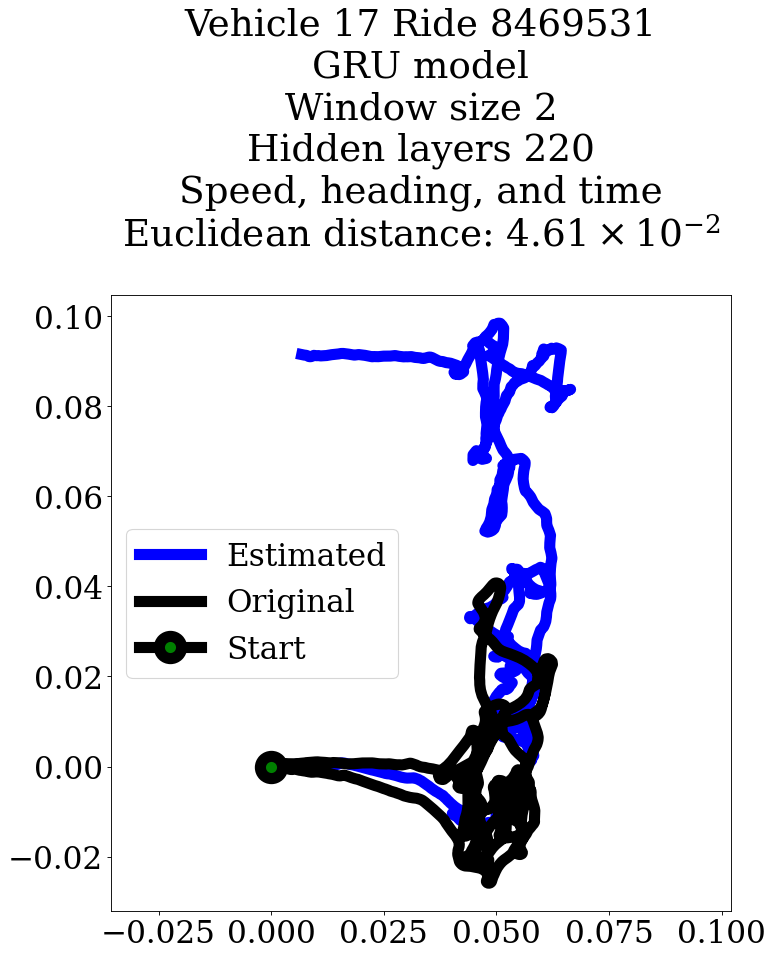 Vehicle 17 Ride 8469531
GRU model
Window size 2
Hidden layers 220
Speed, heading, and time
Euclidean distance: 4.61 × 10⁻²
0.10
0.08
0.06
0.04
0.02
0.00
−0.02
Estimated
Original
Start
−0.025 0.000 0.025 0.050 0.075 0.100